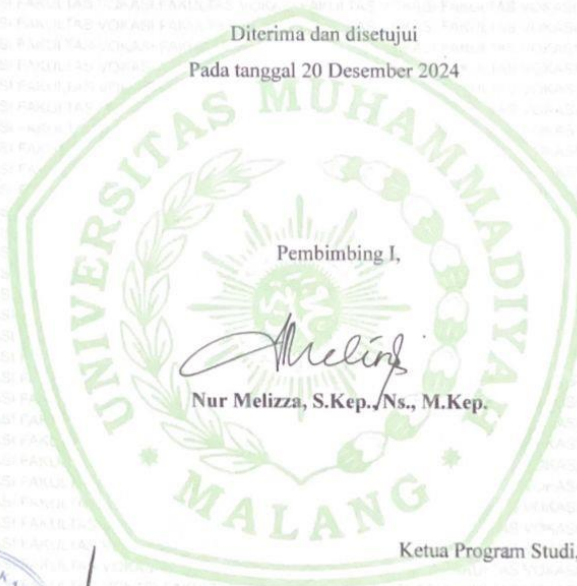 Diterima dan disetujui
Pada tanggal 20 Desember 2024
UNIVERSITAS MUHAMMADIYAH
Pembimbing I,
Nur Melizza, S.Kep.,Ns., M.Kep.
* MALANG *
Ketua Program Studi,